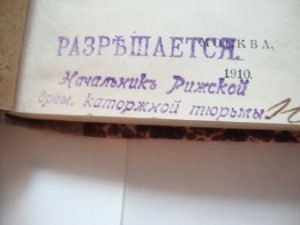 МОСКВА,
РАЗРѢШАЕТСЯ.
1910.
Начальникъ Рижской
врем. каторжной тюрьмы